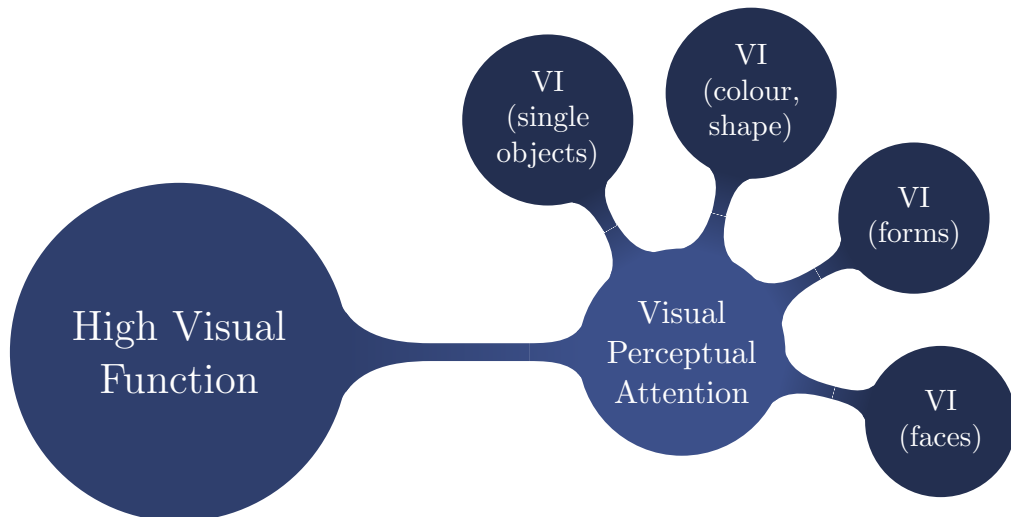 High Visual
Function
Visual
Perceptual
Attention
VI
(single
objects)
VI
(colour,
shape)
VI
(forms)
VI
(faces)